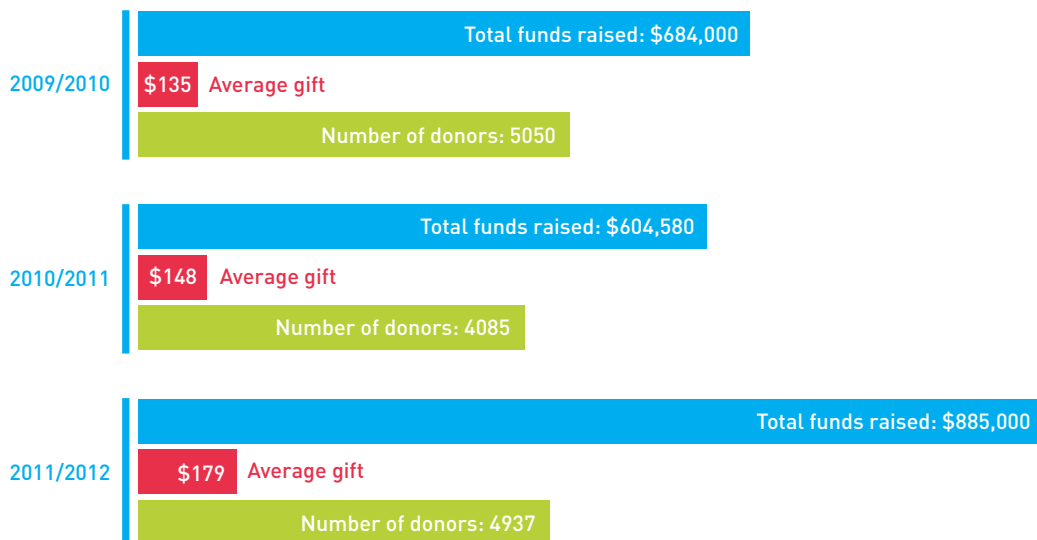 Total funds raised: $684,000
2009/2010
$135 Average gift
Number of donors: 5050
Total funds raised: $604,580
2010/2011
$148 Average gift
Number of donors: 4085
Total funds raised: $885,000
2011/2012
$179 Average gift
Number of donors: 4937